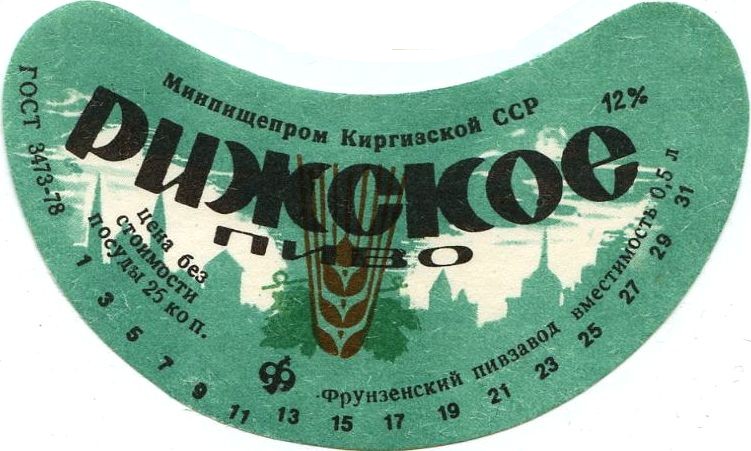 Минпищепром Киргизской ССР
12%
ГОСТ 3473-78
Рижское
пиво
цена без
стоимости
посуды 25 коп.
Фрунзенский пивзавод вместимость 0,5 л
1 3 5 7 9 11 13 15 17 19 21 23 25 27 29 31